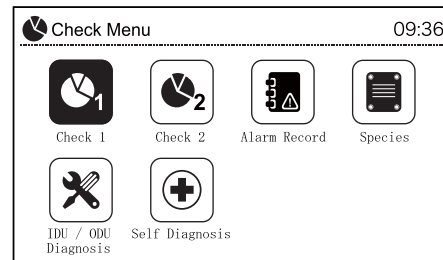 Check Menu 09:36
1 2
Check 1 Check 2 Alarm Record Species
IDU / ODU Self Diagnosis
Diagnosis